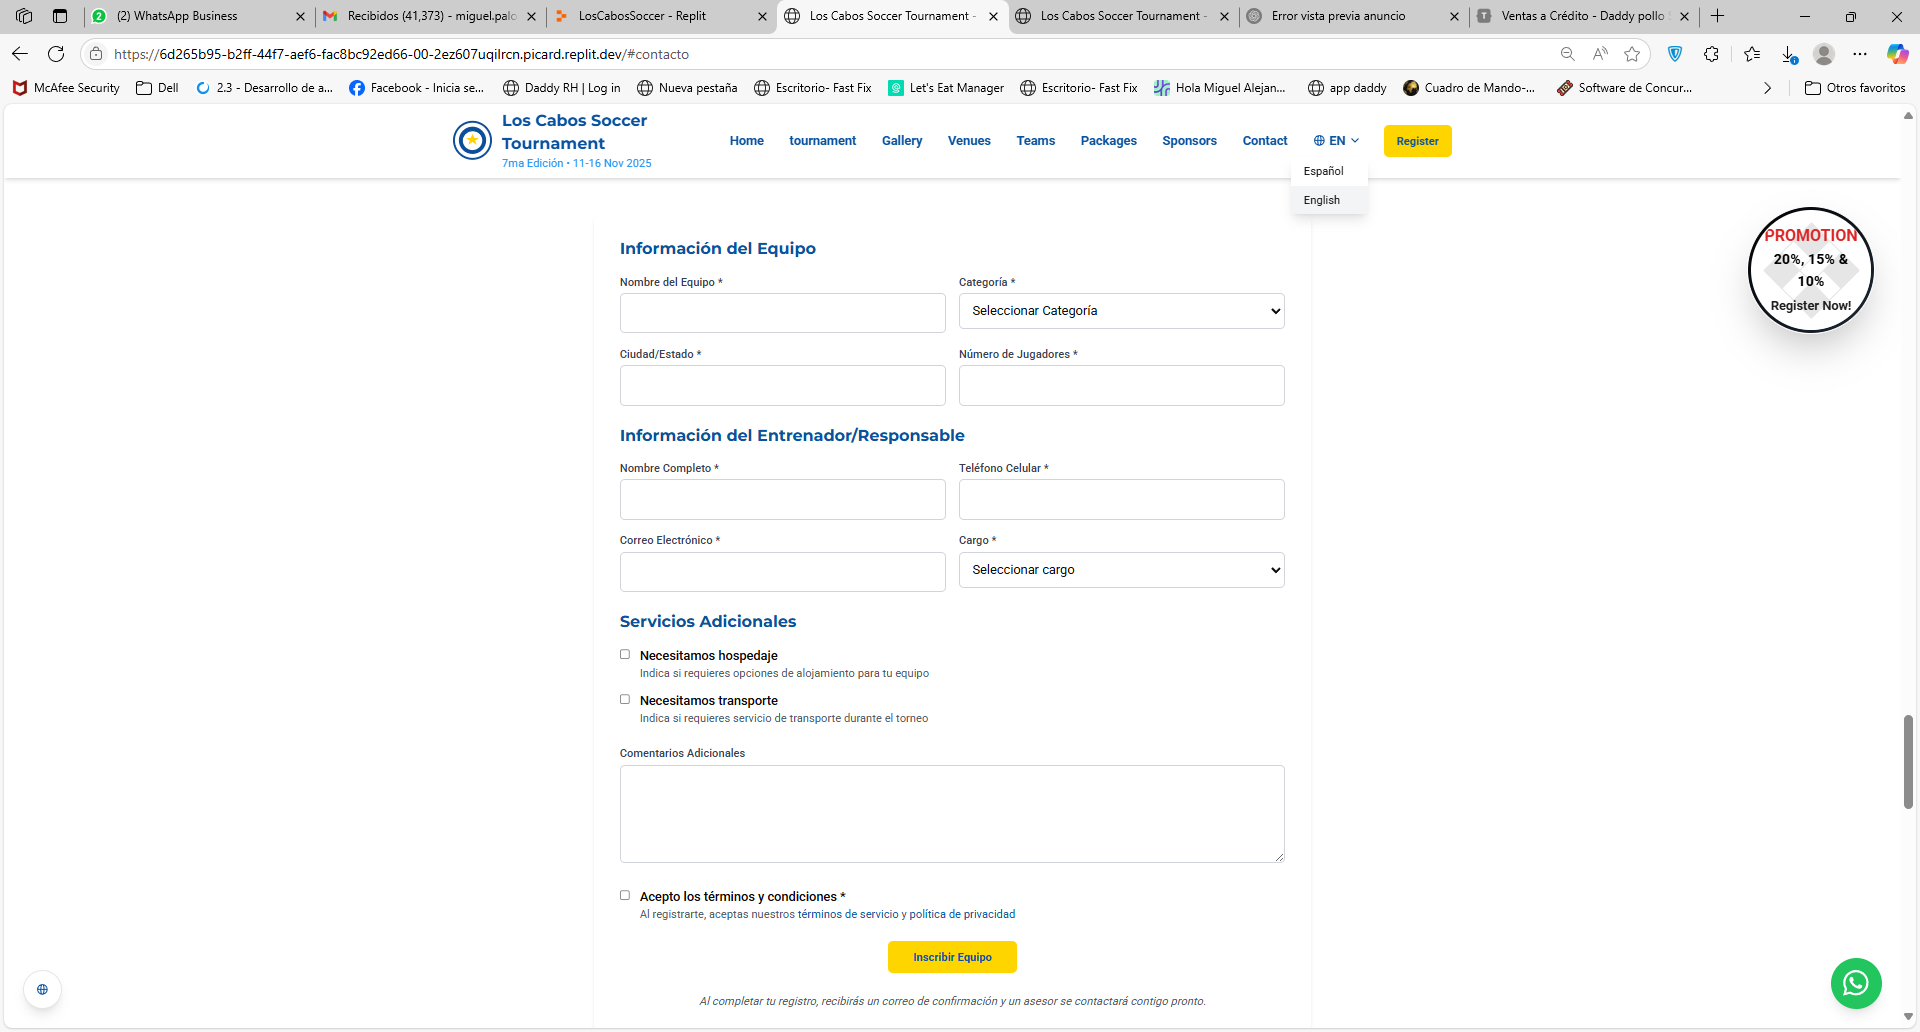 (2) WhatsApp Business
Recibidos (41,373) - miguel.palo
LosCabosSoccer - Replit
Los Cabos Soccer Tournament -
Los Cabos Soccer Tournament -
Error vista previa anuncio
Ventas a Crédito - Daddy pollo
https://6d265b95-b2ff-44f7-aef6-fac8bc92ed66-00-2ez607uqilrcn.picard.replit.dev/#contacto
McAfee Security
Dell
2.3 - Desarrollo de a...
Facebook - Inicia se...
Daddy RH | Log in
Nueva pestaña
Escritorio- Fast Fix
Let's Eat Manager
Escritorio- Fast Fix
Hola Miguel Alejan...
app daddy
Cuadro de Mando-...
Software de Concur...
Otros favoritos
Los Cabos Soccer
Tournament
7ma Edición • 11-16 Nov 2025
Home
tournament
Gallery
Venues
Teams
Packages
Sponsors
Contact
EN
Register
Español
English
PROMOTION
20%, 15% &
10%
Register Now!
Información del Equipo
Nombre del Equipo *
Categoría *
Seleccionar Categoría
Ciudad/Estado *
Número de Jugadores *
Información del Entrenador/Responsable
Nombre Completo *
Teléfono Celular *
Correo Electrónico *
Cargo *
Seleccionar cargo
Servicios Adicionales
Necesitamos hospedaje
Indica si requieres opciones de alojamiento para tu equipo
Necesitamos transporte
Indica si requieres servicio de transporte durante el torneo
Comentarios Adicionales
Acepto los términos y condiciones *
Al registrarte, aceptas nuestros términos de servicio y política de privacidad
Inscribir Equipo
Al completar tu registro, recibirás un correo de confirmación y un asesor se contactará contigo pronto.